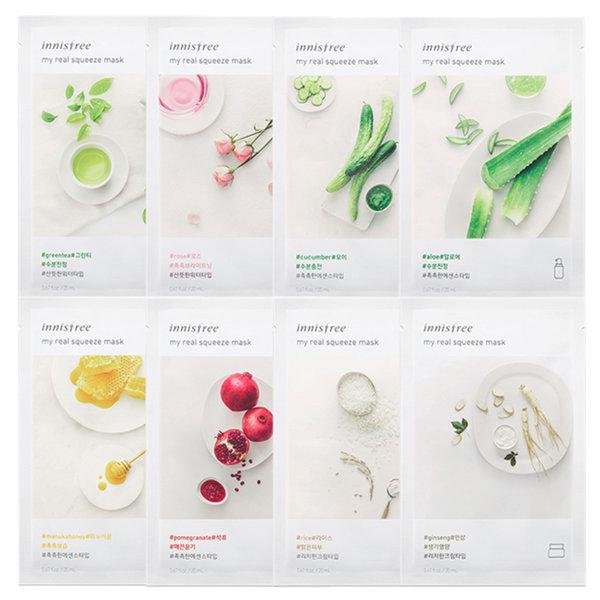 innisfree
my real squeeze mask
#greentea#그린티
#수분진정
#산뜻한워터타입
0.67 fl.oz / 20 mL
innisfree
my real squeeze mask
#rose#로즈
#촉촉브라이트닝
#산뜻한워터타입
0.67 fl.oz / 20 mL
innisfree
my real squeeze mask
#cucumber#오이
#수분충전
#촉촉한에센스타입
0.67 fl.oz / 20 mL
innisfree
my real squeeze mask
#aloe#알로에
#수분진정
#촉촉한에센스타입
0.67 fl.oz / 20 mL
innisfree
my real squeeze mask
#manukahoney#마누카꿀
#촉촉보습
#촉촉한에센스타입
0.67 fl.oz / 20 mL
innisfree
my real squeeze mask
#pomegranate#석류
#매끈윤기
#촉촉한에센스타입
0.67 fl.oz / 20 mL
innisfree
my real squeeze mask
#rice#라이스
#맑은피부
#리치한크림타입
0.67 fl.oz / 20 mL
innisfree
my real squeeze mask
#ginseng#인삼
#생기영양
#리치한크림타입
0.67 fl.oz / 20 mL